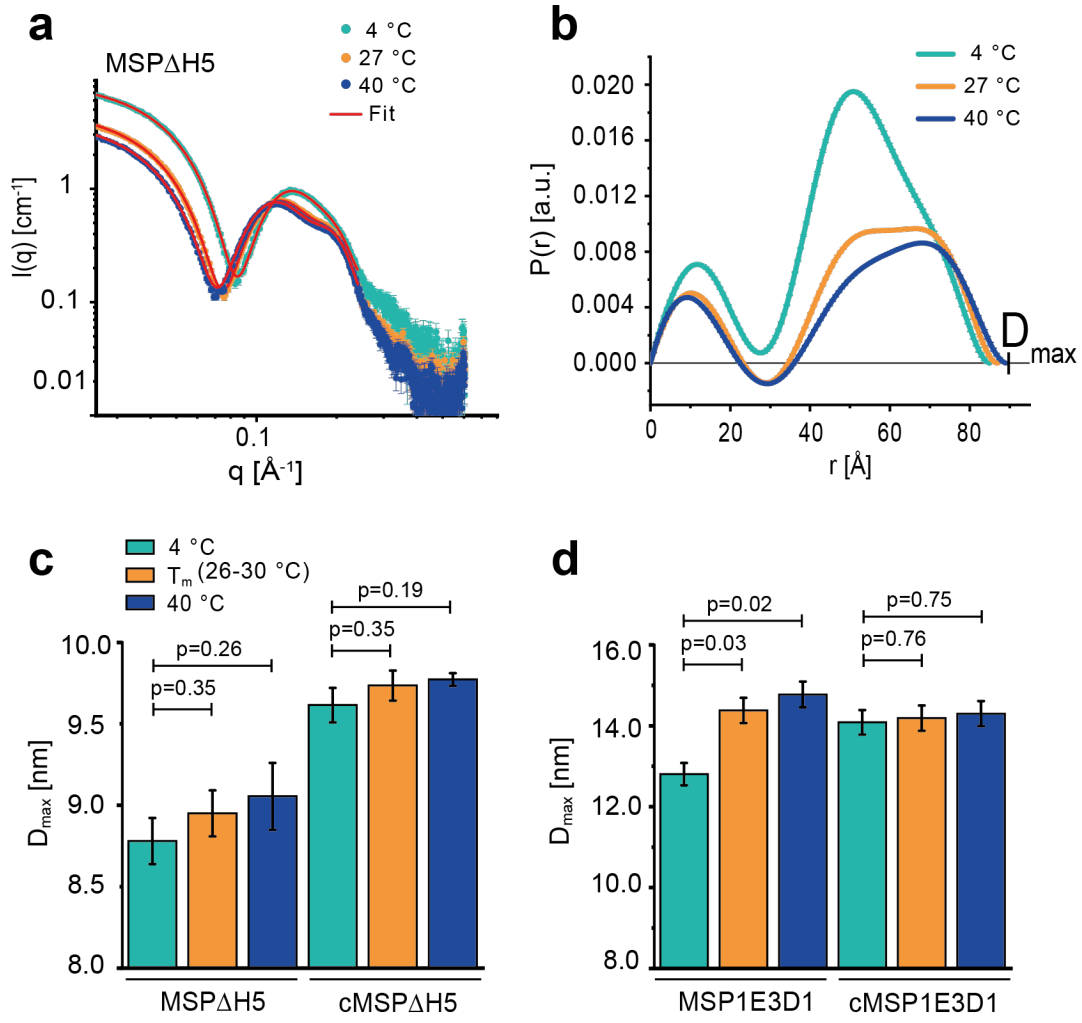 a
MSPΔH5
4 °C
27 °C
40 °C
Fit
1
0.1
0.01
I(q) [cm⁻¹]
0.1
q [Å⁻¹]
b
4 °C
27 °C
40 °C
0.020
0.016
0.012
0.008
0.004
0.000
P(r) [a.u.]
Dmax
0 20 40 60 80
r [Å]
c
4 °C
Tm (26-30 °C)
40 °C
p=0.19
p=0.35
p=0.26
p=0.35
10.0
9.5
9.0
8.5
8.0
Dmax [nm]
MSPΔH5 cMSPΔH5
d
p=0.02
p=0.03
p=0.75
p=0.76
16.0
14.0
12.0
10.0
8.0
Dmax [nm]
MSP1E3D1 cMSP1E3D1